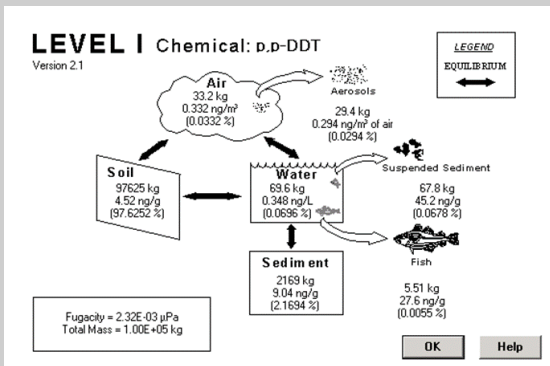 LEVEL I Chemical: p,p-DDT
Version 2.1
LEGEND
EQUILIBRIUM
Air
33.2 kg
0.332 ng/m³
(0.0332 %)
Aerosols
29.4 kg
0.294 ng/m³ of air
(0.0294 %)
Soil
97625 kg
4.52 ng/g
(97.6252 %)
Water
69.6 kg
0.348 ng/L
(0.0696 %)
Suspended Sediment
67.8 kg
45.2 ng/g
(0.0678 %)
Sediment
2169 kg
9.04 ng/g
(2.1694 %)
Fish
5.51 kg
27.6 ng/g
(0.0055 %)
Fugacity = 2.32E-03 µPa
Total Mass = 1.00E+05 kg
OK
Help